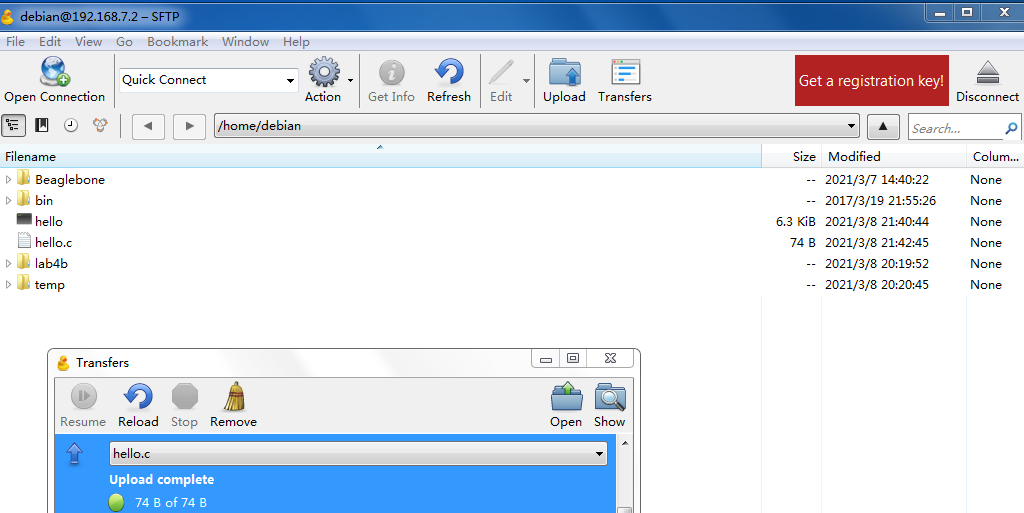 debian@192.168.7.2 – SFTP
File Edit View Go Bookmark Window Help
Open Connection Quick Connect Action Get Info Refresh Edit Upload Transfers Get a registration key! Disconnect
/home/debian Search...
Filename Size Modified Colum...
Beaglebone -- 2021/3/7 14:40:22 None
bin -- 2017/3/19 21:55:26 None
hello 6.3 KiB 2021/3/8 21:40:44 None
hello.c 74 B 2021/3/8 21:42:45 None
lab4b -- 2021/3/8 20:19:52 None
temp -- 2021/3/8 20:20:45 None
Transfers
Resume Reload Stop Remove Open Show
hello.c
Upload complete
74 B of 74 B